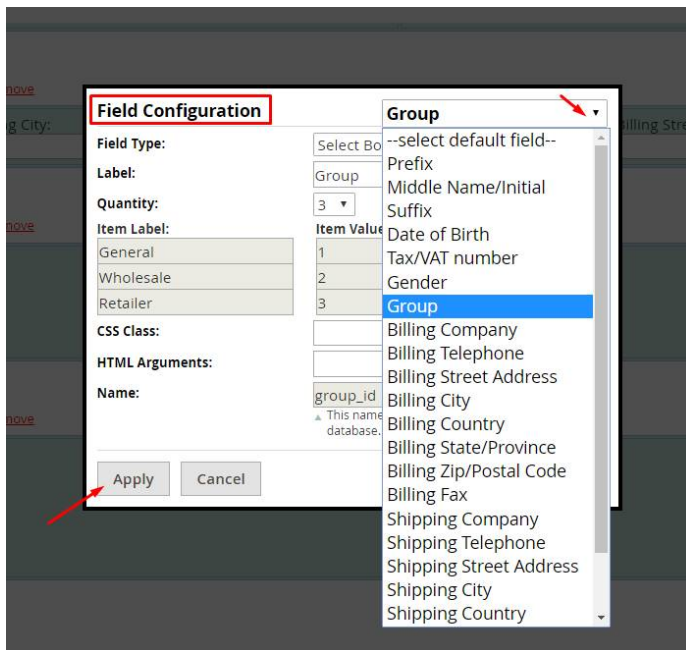 nove
g City:
nove
nove
Field Configuration
Field Type:
Select Bo
Label:
Group
Quantity:
3
Item Label:
Item Value
General
1
Wholesale
2
Retailer
3
CSS Class:
HTML Arguments:
Name:
group_id
This name
database.
Apply
Cancel
Group
--select default field--
Prefix
Middle Name/Initial
Suffix
Date of Birth
Tax/VAT number
Gender
Group
Billing Company
Billing Telephone
Billing Street Address
Billing City
Billing Country
Billing State/Province
Billing Zip/Postal Code
Billing Fax
Shipping Company
Shipping Telephone
Shipping Street Address
Shipping City
Shipping Country
Billing Stre